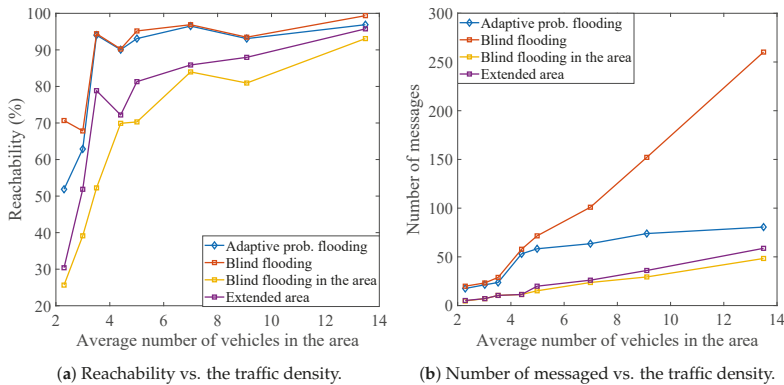 100
90
80
70
60
50
40
30
20
Reachability (%)
Adaptive prob. flooding
Blind flooding
Blind flooding in the area
Extended area
2 4 6 8 10 12 14
Average number of vehicles in the area
(a) Reachability vs. the traffic density.
300
250
200
150
100
50
0
Number of messages
Adaptive prob. flooding
Blind flooding
Blind flooding in the area
Extended area
2 4 6 8 10 12 14
Average number of vehicles in the area
(b) Number of messaged vs. the traffic density.